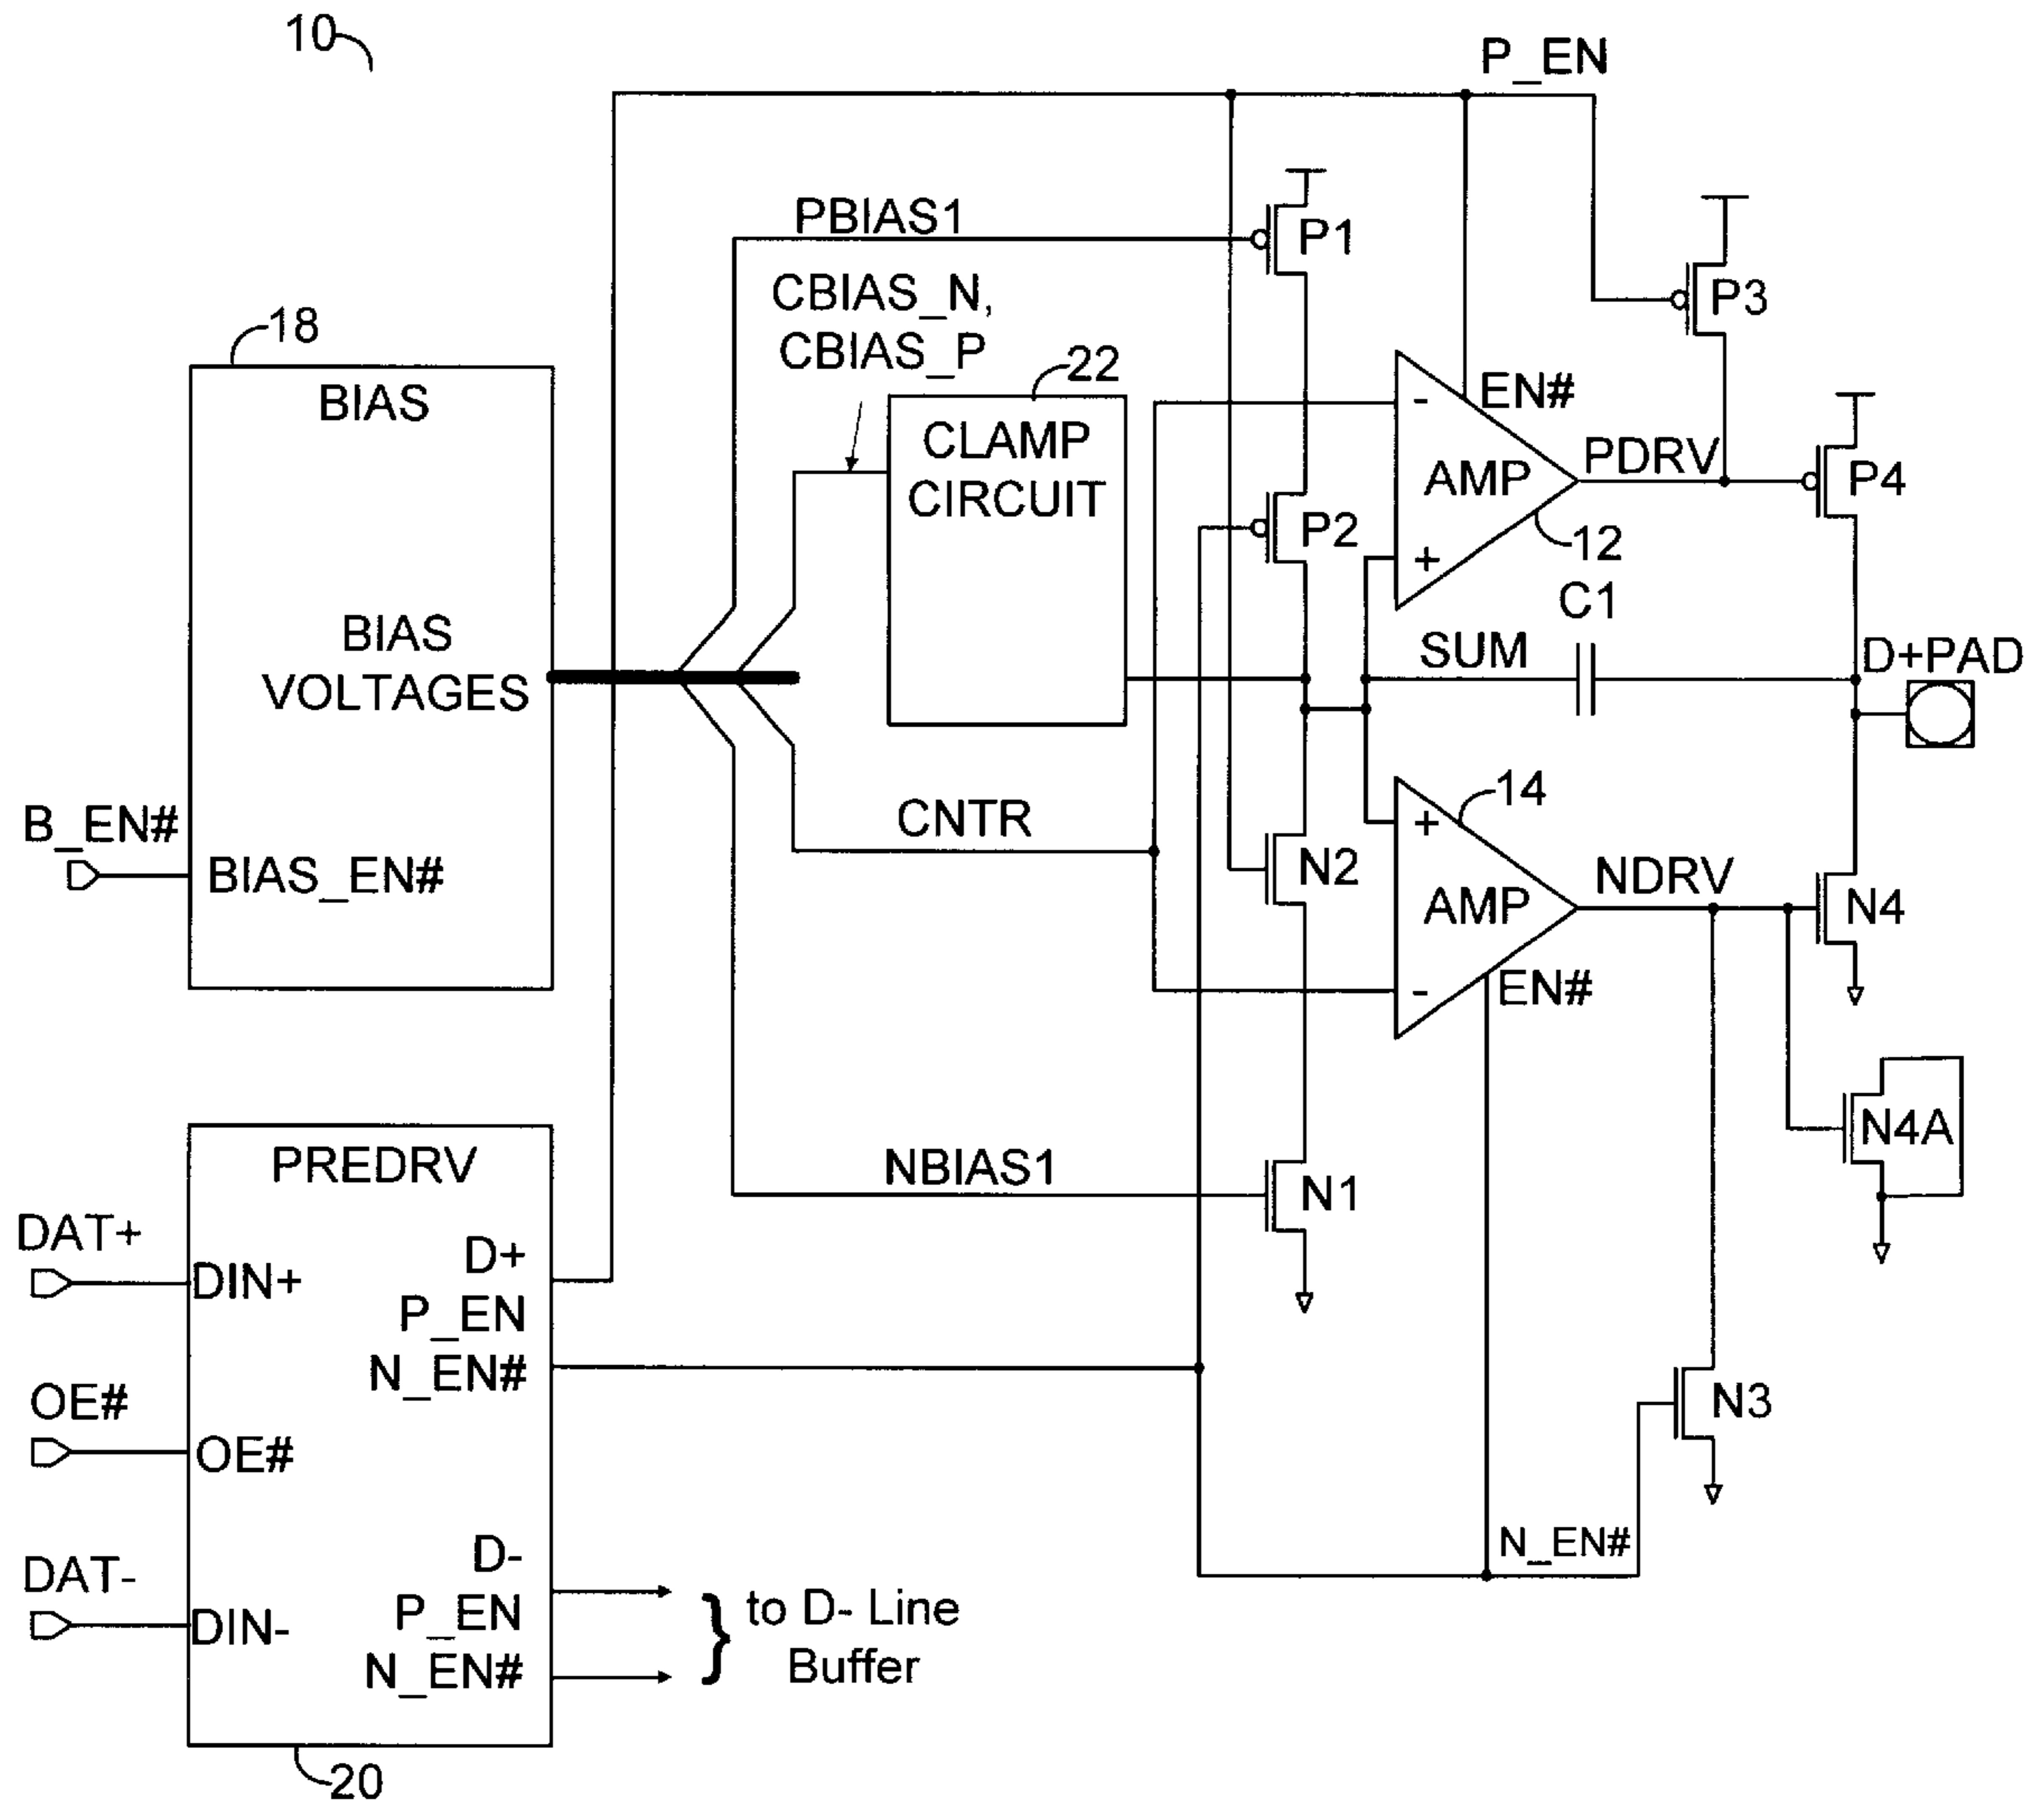 10
P_EN
PBIAS1
P1
CBIAS_N,
CBIAS_P
P3
18
22
BIAS
CLAMP
CIRCUIT
-
EN#
AMP
PDRV
P4
P2
+
12
C1
BIAS
VOLTAGES
SUM
D+PAD
14
B_EN#
BIAS_EN#
CNTR
+
N2
AMP
NDRV
N4
-
EN#
N4A
PREDRV
NBIAS1
N1
DAT+
DIN+
D+
P_EN
N_EN#
OE#
OE#
N3
N_EN#
DAT-
DIN-
D-
P_EN
N_EN#
} to D- Line
Buffer
20